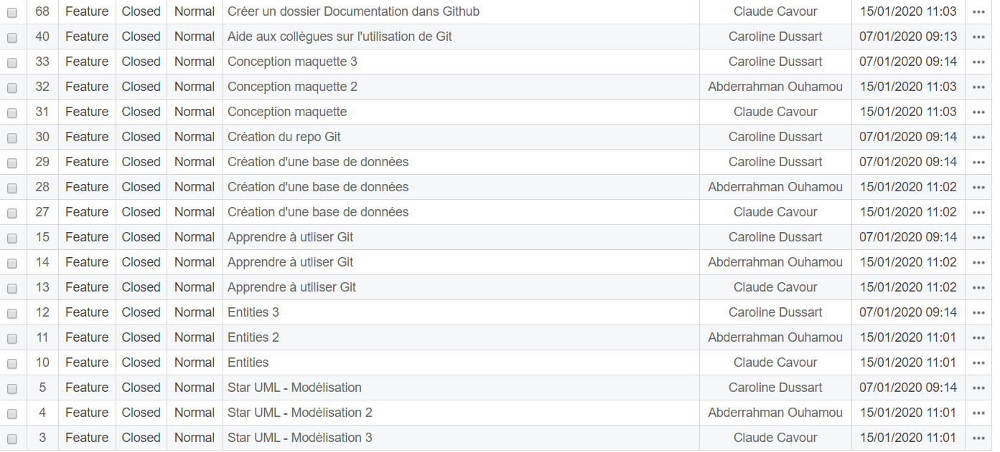 68 Feature Closed Normal Créer un dossier Documentation dans Github Claude Cavour 15/01/2020 11:03
40 Feature Closed Normal Aide aux collègues sur l'utilisation de Git Caroline Dussart 07/01/2020 09:13
33 Feature Closed Normal Conception maquette 3 Caroline Dussart 07/01/2020 09:14
32 Feature Closed Normal Conception maquette 2 Abderrahman Ouhamou 15/01/2020 11:03
31 Feature Closed Normal Conception maquette Claude Cavour 15/01/2020 11:03
30 Feature Closed Normal Création du repo Git Caroline Dussart 07/01/2020 09:14
29 Feature Closed Normal Création d'une base de données Caroline Dussart 07/01/2020 09:14
28 Feature Closed Normal Création d'une base de données Abderrahman Ouhamou 15/01/2020 11:02
27 Feature Closed Normal Création d'une base de données Claude Cavour 15/01/2020 11:02
15 Feature Closed Normal Apprendre à utliser Git Caroline Dussart 07/01/2020 09:14
14 Feature Closed Normal Apprendre à utliser Git Abderrahman Ouhamou 15/01/2020 11:02
13 Feature Closed Normal Apprendre à utiliser Git Claude Cavour 15/01/2020 11:02
12 Feature Closed Normal Entities 3 Caroline Dussart 07/01/2020 09:14
11 Feature Closed Normal Entities 2 Abderrahman Ouhamou 15/01/2020 11:01
10 Feature Closed Normal Entities Claude Cavour 15/01/2020 11:01
5 Feature Closed Normal Star UML - Modélisation Caroline Dussart 07/01/2020 09:14
4 Feature Closed Normal Star UML - Modélisation 2 Abderrahman Ouhamou 15/01/2020 11:01
3 Feature Closed Normal Star UML - Modélisation 3 Claude Cavour 15/01/2020 11:01